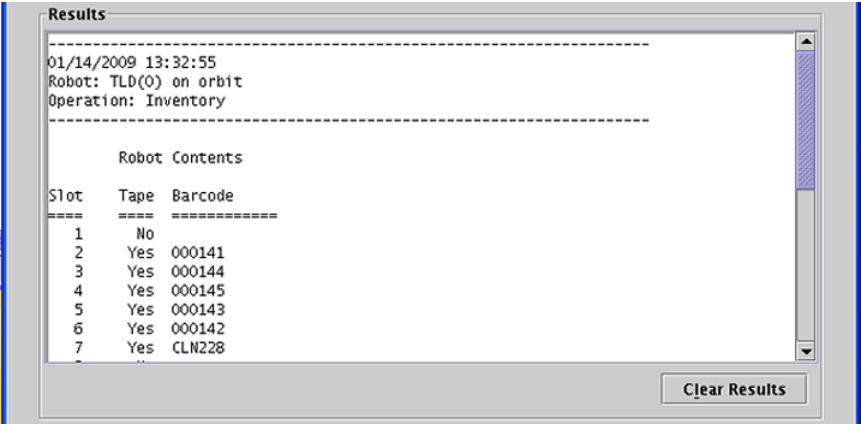 Results
--------------------------------------------------------------------
01/14/2009 13:32:55
Robot: TLD(0) on orbit
Operation: Inventory
--------------------------------------------------------------------
Robot Contents
Slot Tape Barcode
==== ==== ============
1 No
2 Yes 000141
3 Yes 000144
4 Yes 000145
5 Yes 000143
6 Yes 000142
7 Yes CLN228
Clear Results